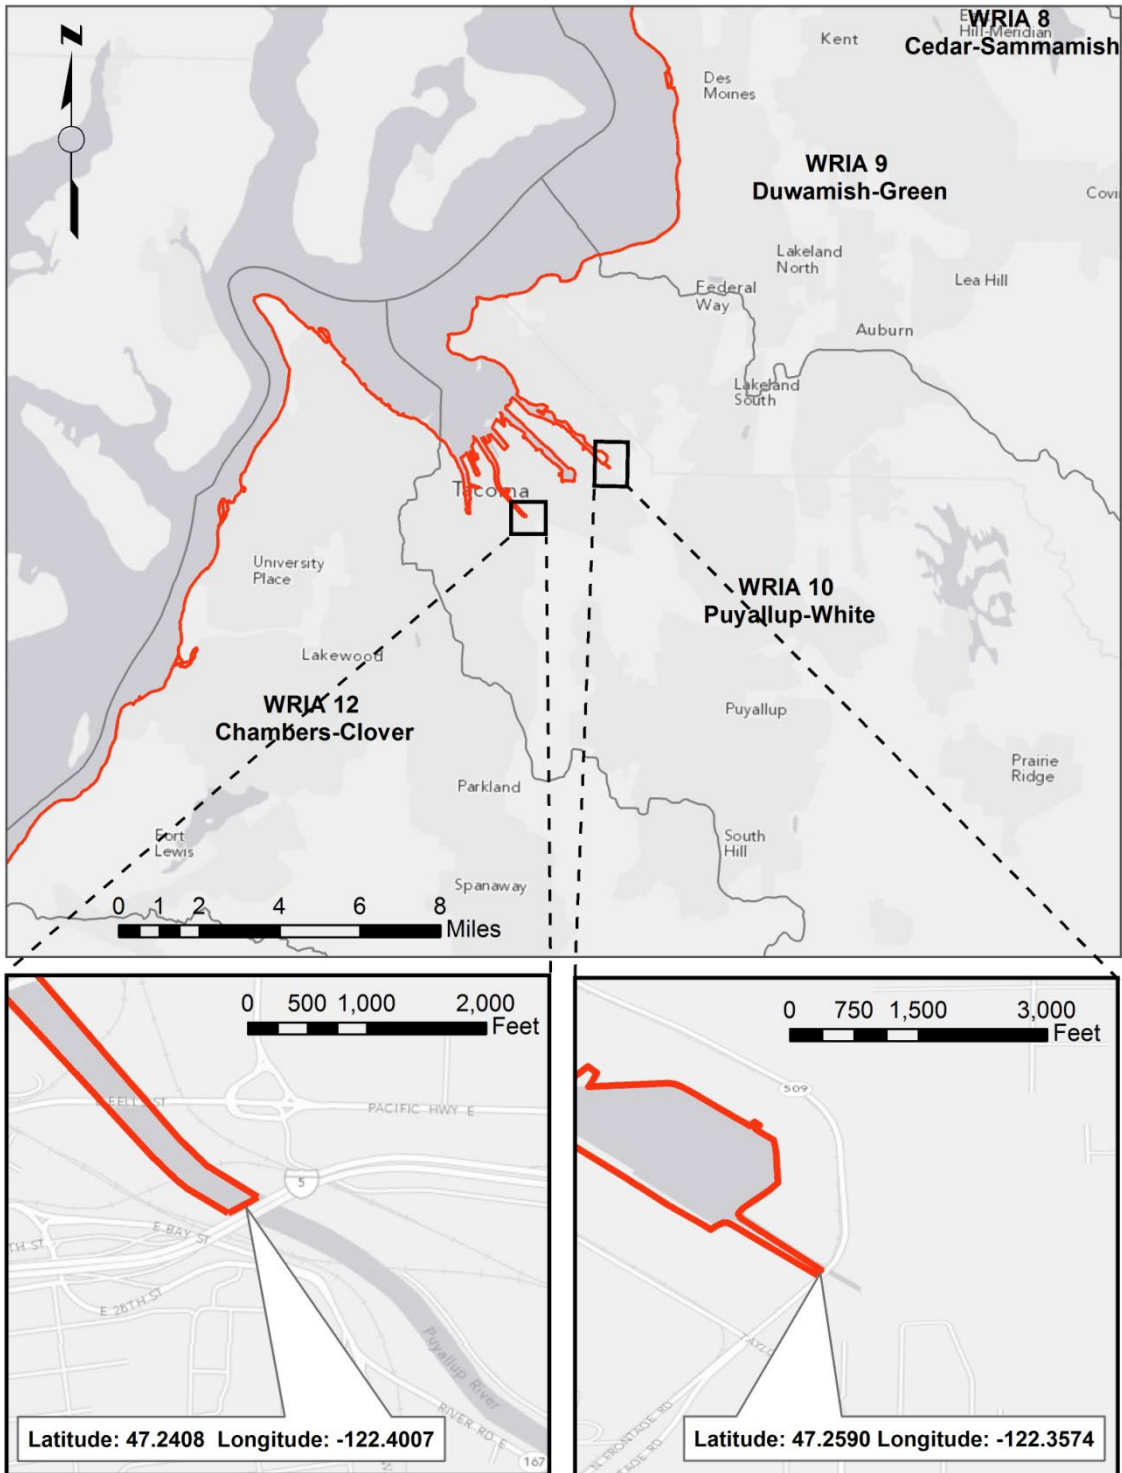 N
WRIA 8
Hill-Meridian
Cedar-Sammamish
Kent
Des
Moines
WRIA 9
Duwamish-Green
Lakeland
North
Lea Hill
Federal
Way
Auburn
Lakeland
South
Tacoma
University
Place
WRIA 10
Puyallup-White
Lakewood
WRIA 12
Chambers-Clover
Puyallup
Prairie
Ridge
Parkland
Fort
Lewis
South
Hill
Spanaway
0 1 2 4 6 8
Miles
0 500 1,000 2,000
Feet
PACIFIC HWY E
5
E BAY ST
E 26TH ST
Puyallup River
RIVER RD E
167
Latitude: 47.2408 Longitude: -122.4007
0 750 1,500 3,000
Feet
509
N FRONTAGE RD
Latitude: 47.2590 Longitude: -122.3574